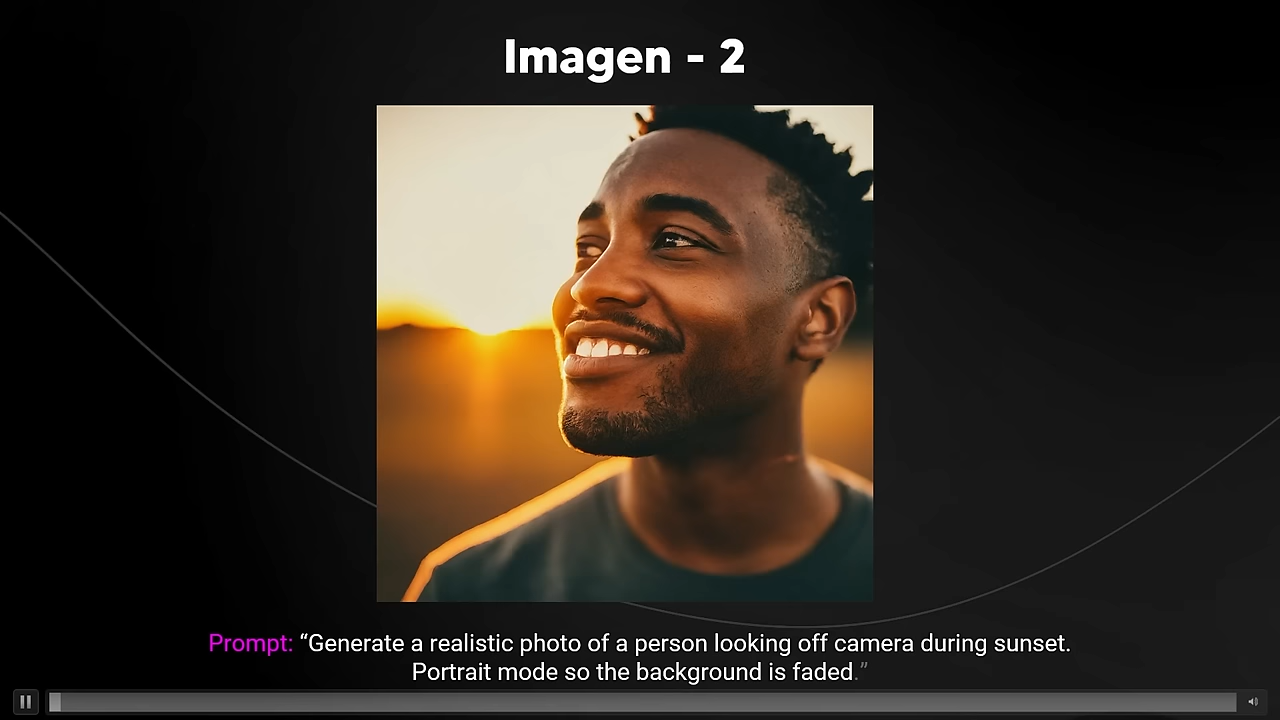 Imagen - 2
Prompt: “Generate a realistic photo of a person looking off camera during sunset.
Portrait mode so the background is faded.”